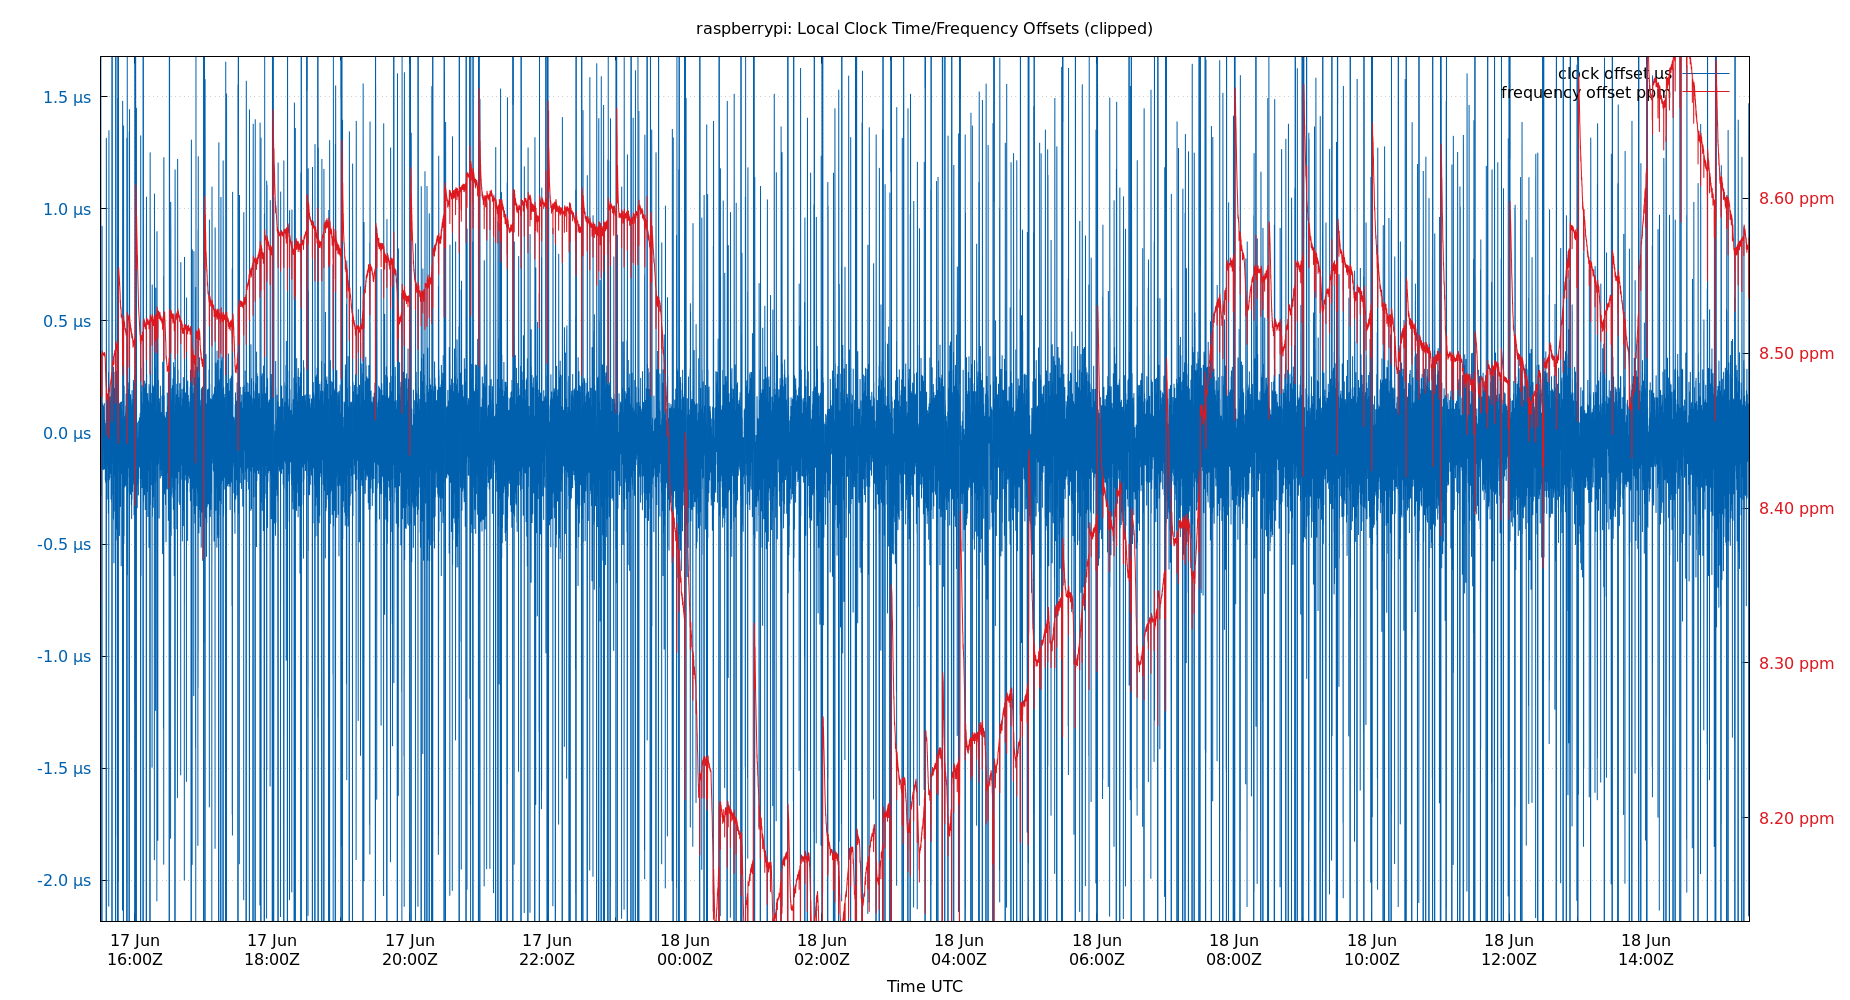 raspberrypi: Local Clock Time/Frequency Offsets (clipped)
clock offset µs
frequency offset ppm
1.5 µs
1.0 µs
0.5 µs
0.0 µs
-0.5 µs
-1.0 µs
-1.5 µs
-2.0 µs
8.60 ppm
8.50 ppm
8.40 ppm
8.30 ppm
8.20 ppm
17 Jun 17 Jun 17 Jun 17 Jun 18 Jun 18 Jun 18 Jun 18 Jun 18 Jun 18 Jun 18 Jun 18 Jun
16:00Z 18:00Z 20:00Z 22:00Z 00:00Z 02:00Z 04:00Z 06:00Z 08:00Z 10:00Z 12:00Z 14:00Z
Time UTC